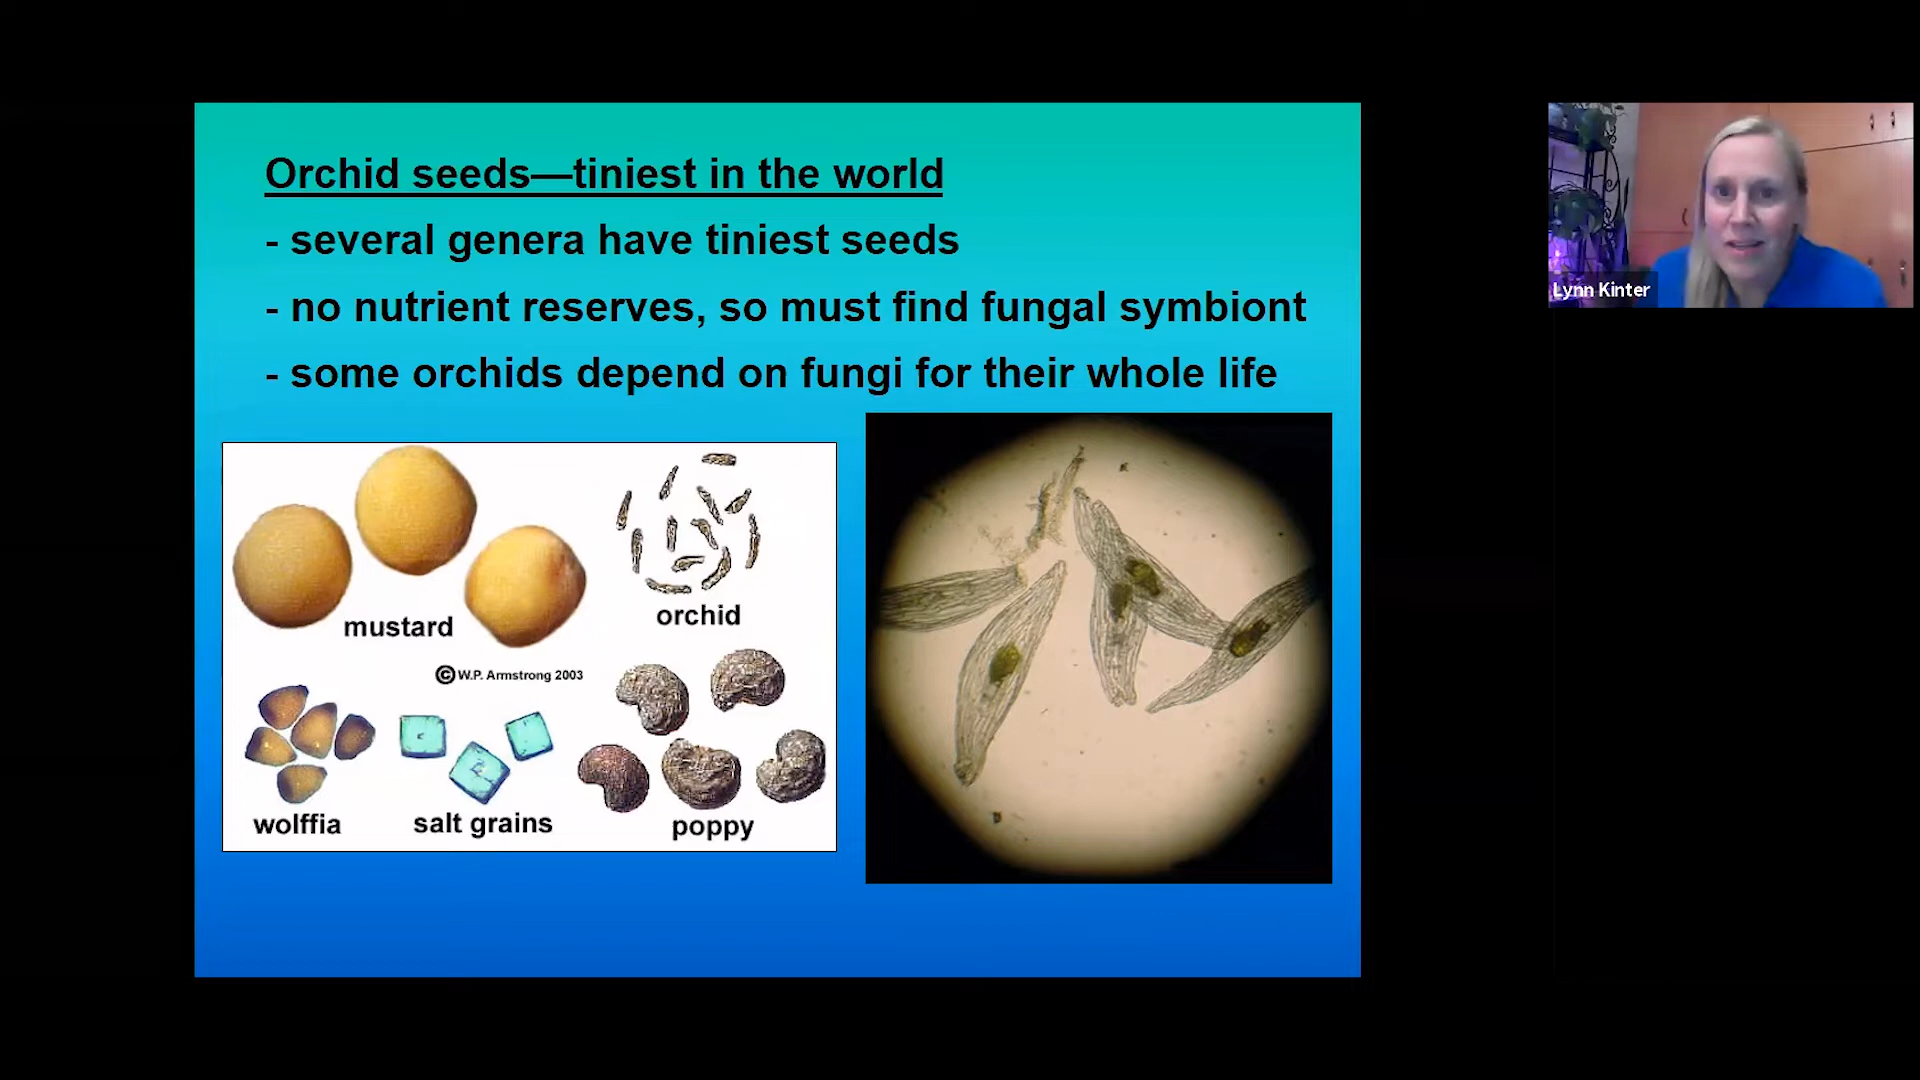 Orchid seeds—tiniest in the world
- several genera have tiniest seeds
- no nutrient reserves, so must find fungal symbiont
- some orchids depend on fungi for their whole life
mustard
orchid
© W.P. Armstrong 2003
wolffia
salt grains
poppy
Lynn Kinter